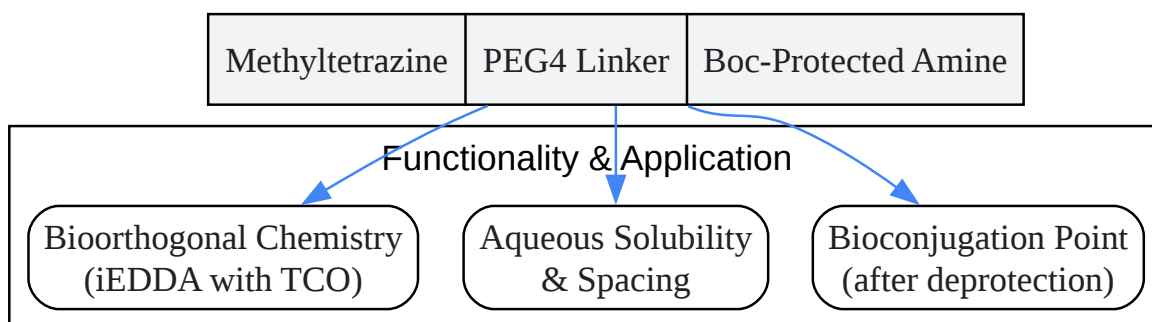 Methyltetrazine PEG4 Linker Boc-Protected Amine
Functionality & Application
Bioorthogonal Chemistry
(iEDDA with TCO)
Aqueous Solubility
& Spacing
Bioconjugation Point
(after deprotection)